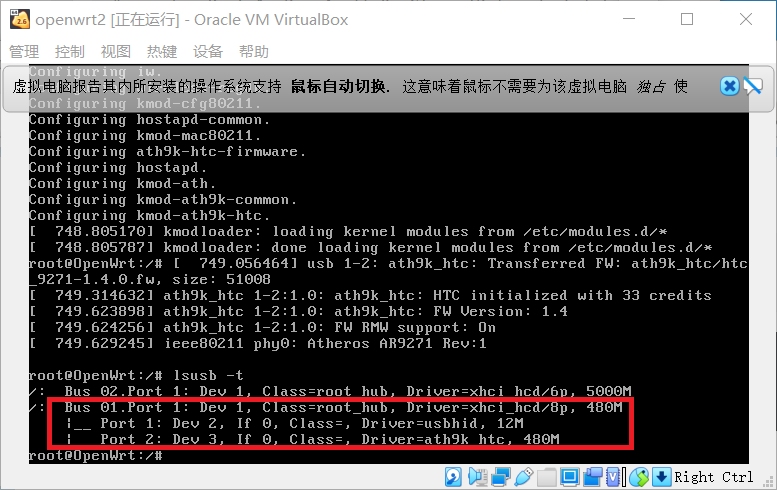 openwrt2 [正在运行] - Oracle VM VirtualBox
管理 控制 视图 热键 设备 帮助
Configuring iw.
虚拟电脑报告其内所安装的操作系统支持 鼠标自动切换. 这意味着鼠标不需要为该虚拟电脑 独占 使
Configuring kmod-cfg80211.
Configuring hostapd-common.
Configuring kmod-mac80211.
Configuring ath9k-htc-firmware.
Configuring hostapd.
Configuring kmod-ath.
Configuring kmod-ath9k-common.
Configuring kmod-ath9k-htc.
[  748.805170] kmodloader: loading kernel modules from /etc/modules.d/*
[  748.805787] kmodloader: done loading kernel modules from /etc/modules.d/*
root@OpenWrt:/# [  749.056464] usb 1-2: ath9k_htc: Transferred FW: ath9k_htc/htc
_9271-1.4.0.fw, size: 51008
[  749.314632] ath9k_htc 1-2:1.0: ath9k_htc: HTC initialized with 33 credits
[  749.623898] ath9k_htc 1-2:1.0: ath9k_htc: FW Version: 1.4
[  749.624256] ath9k_htc 1-2:1.0: FW RMW support: On
[  749.629245] ieee80211 phy0: Atheros AR9271 Rev:1
root@OpenWrt:/# lsusb -t
/:  Bus 02.Port 1: Dev 1, Class=root_hub, Driver=xhci_hcd/6p, 5000M
/:  Bus 01.Port 1: Dev 1, Class=root_hub, Driver=xhci_hcd/8p, 480M
|__ Port 1: Dev 2, If 0, Class=, Driver=usbhid, 12M
|__ Port 2: Dev 3, If 0, Class=, Driver=ath9k_htc, 480M
root@OpenWrt:/#
Right Ctrl